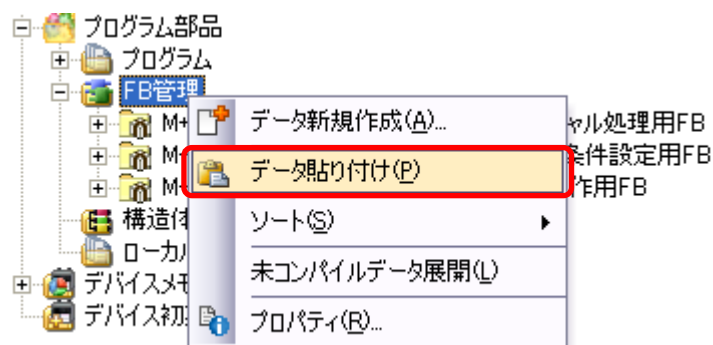 プログラム部品
プログラム
FB管理
M+
データ新規作成(A)...
ャル処理用FB
M
データ貼り付け(P)
条件設定用FB
M
作用FB
構造体
ソート(S)
ローカル
未コンパイルデータ展開(L)
デバイスメモ
デバイス初
プロパティ(R)...